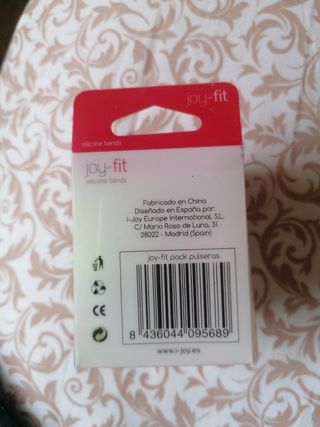 joy-fit
silicone bands
joy-fit
silicone bands
Fabricado en China
Diseñado en España por:
i-Joy Europe International, S.L.
C/ Mario Roso de Luna, 31
28022 - Madrid (Spain)
joy-fit pack pulseras
8 436044 095689
www.i-joy.es
CE